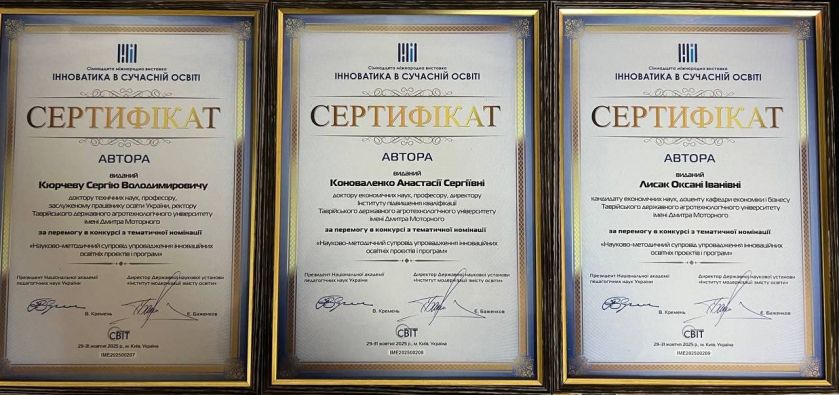 Сімнадцята міжнародна виставка
ІННОВАТИКА В СУЧАСНІЙ ОСВІТІ
СЕРТИФІКАТ
АВТОРА
виданий
Кюрчеву Сергію Володимировичу
доктору технічних наук, професору,
заслуженому працівнику освіти України, ректору
Таврійського державного агротехнологічного університету
імені Дмитра Моторного
за перемогу в конкурсі з тематичної номінації
«Науково-методичний супровід упровадження інноваційних
освітніх проєктів і програм»
Президент Національної академії
педагогічних наук України
В. Кремень
Директор Державної наукової установи
«Інститут модернізації змісту освіти»
Є. Баженков
СВІТ
29-31 жовтня 2025 р., м. Київ, Україна
IME202500207
Сімнадцята міжнародна виставка
ІННОВАТИКА В СУЧАСНІЙ ОСВІТІ
СЕРТИФІКАТ
АВТОРА
виданий
Коноваленко Анастасії Сергіївні
доктору економічних наук, професору, директору
Інституту підвищення кваліфікації
Таврійського державного агротехнологічного університету
імені Дмитра Моторного
за перемогу в конкурсі з тематичної номінації
«Науково-методичний супровід упровадження інноваційних
освітніх проєктів і програм»
Президент Національної академії
педагогічних наук України
В. Кремень
Директор Державної наукової установи
«Інститут модернізації змісту освіти»
Є. Баженков
СВІТ
29-31 жовтня 2025 р., м. Київ, Україна
IME202500208
Сімнадцята міжнародна виставка
ІННОВАТИКА В СУЧАСНІЙ ОСВІТІ
СЕРТИФІКАТ
АВТОРА
виданий
Лисак Оксані Іванівні
кандидату економічних наук, доценту кафедри економіки і бізнесу
Таврійського державного агротехнологічного університету
імені Дмитра Моторного
за перемогу в конкурсі з тематичної номінації
«Науково-методичний супровід упровадження інноваційних
освітніх проєктів і програм»
Президент Національної академії
педагогічних наук України
В. Кремень
Директор Державної наукової установи
«Інститут модернізації змісту освіти»
Є. Баженков
СВІТ
29-31 жовтня 2025 р., м. Київ, Україна
IME202500209